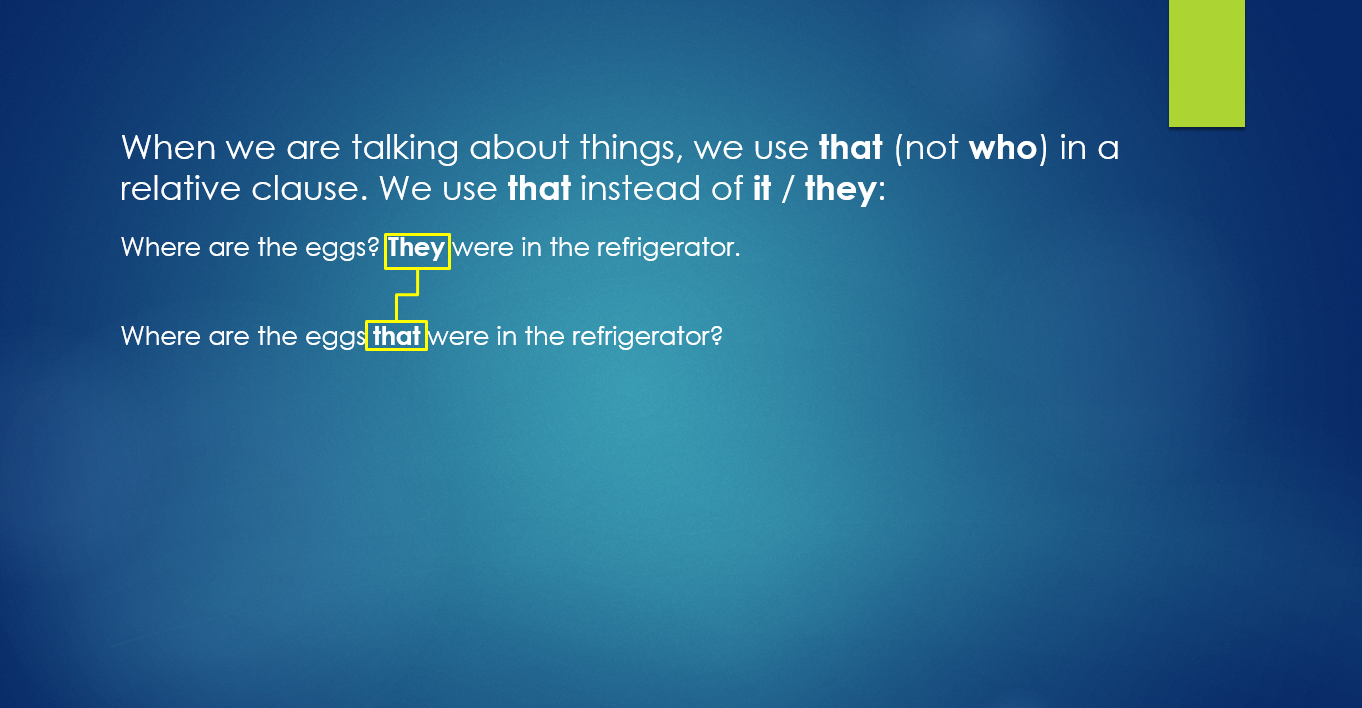 When we are talking about things, we use that (not who) in a
relative clause. We use that instead of it / they:
Where are the eggs? They were in the refrigerator.
Where are the eggs that were in the refrigerator?